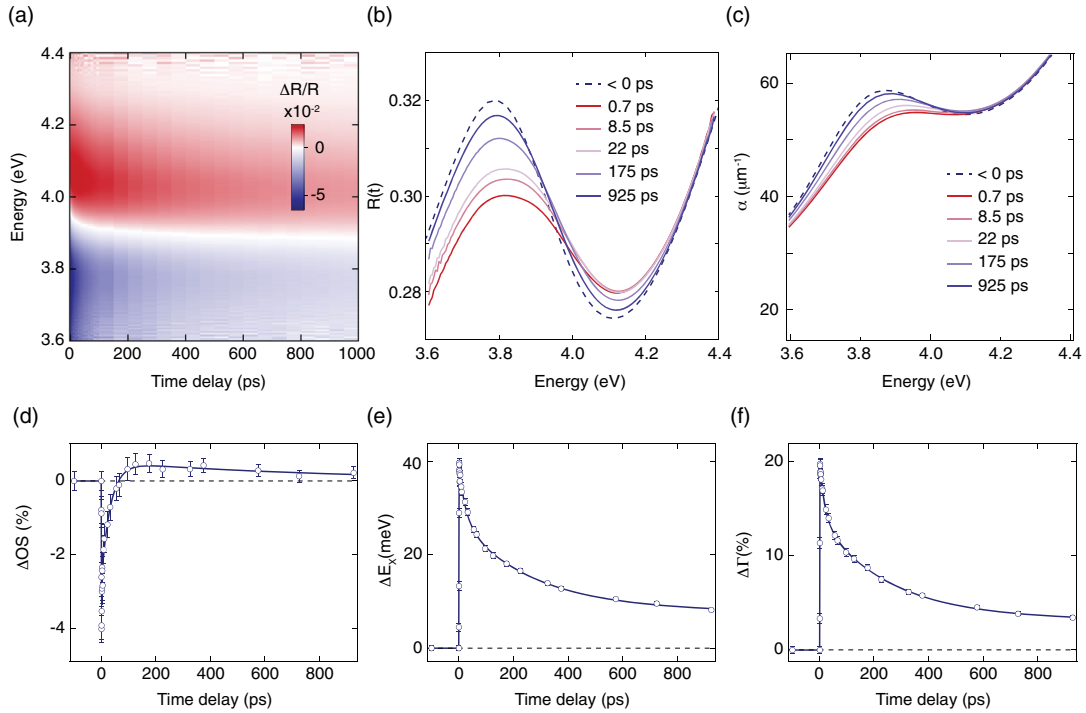 (a)
4.4
4.2
4.0
3.8
3.6
Energy (eV)
ΔR/R
x10⁻²
0
-5
0
200
400
600
800
1000
Time delay (ps)
(b)
R(t)
0.32
0.30
0.28
< 0 ps
0.7 ps
8.5 ps
22 ps
175 ps
925 ps
3.6
3.8
4.0
4.2
4.4
Energy (eV)
(c)
α (μm⁻¹)
60
40
20
< 0 ps
0.7 ps
8.5 ps
22 ps
175 ps
925 ps
3.6
3.8
4.0
4.2
4.4
Energy (eV)
(d)
ΔOS (%)
0
-2
-4
0
200
400
600
800
Time delay (ps)
(e)
ΔEx(meV)
40
20
0
0
200
400
600
800
Time delay (ps)
(f)
ΔΓ(%)
20
10
0
0
200
400
600
800
Time delay (ps)